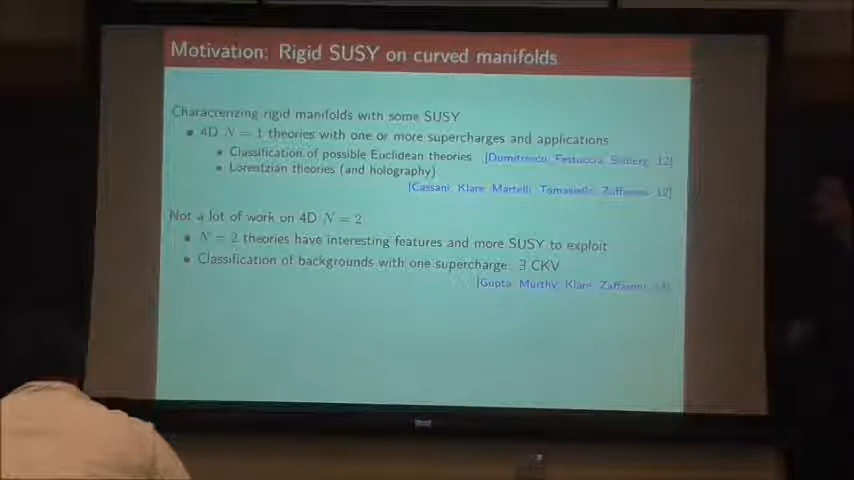 Motivation: Rigid SUSY on curved manifolds
Characterizing rigid manifolds with some SUSY
4D N = 1 theories with one or more supercharges and applications
Classification of possible Euclidean theories [Dumitrescu Festuccia Seiberg 12]
Lorentzian theories (and holography)
[Cassani Klare Martelli Tomasiello Zaffaroni 12]
Not a lot of work on 4D N = 2
N = 2 theories have interesting features and more SUSY to exploit
Classification of backgrounds with one supercharge ∃ CKV
[Gupta Murthy; Klare Zaffaroni